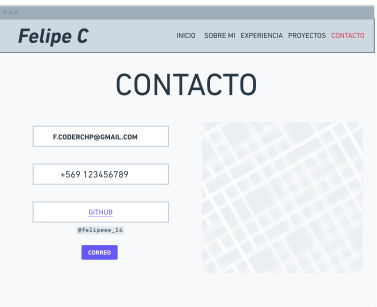 Felipe C
INICIO SOBRE MI EXPERIENCIA PROYECTOS CONTACTO
CONTACTO
F.CODERCHP@GMAIL.COM
+569 123456789
GITHUB
@felipeee_14
CORREO